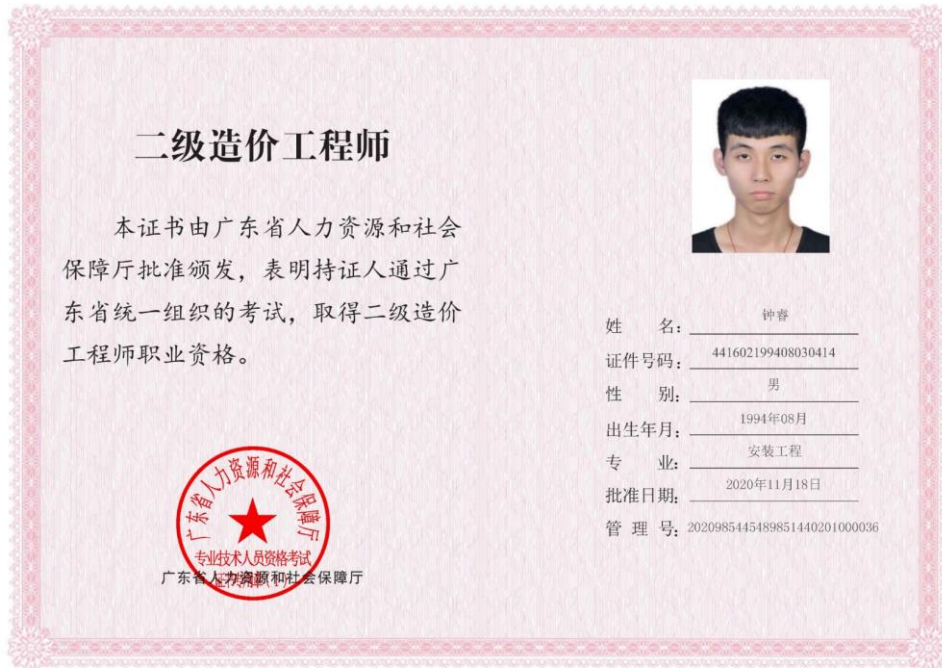 二级造价工程师
本证书由广东省人力资源和社会
保障厅批准颁发，表明持证人通过广
东省统一组织的考试，取得二级造价
工程师职业资格。
广东省人力资源和社会保障厅
专业技术人员资格考试
广东省人力资源和社会保障厅
姓名：钟睿
证件号码：441602199408030414
性别：男
出生年月：1994年08月
专业：安装工程
批准日期：2020年11月18日
管理号：2020985445489851440201000036